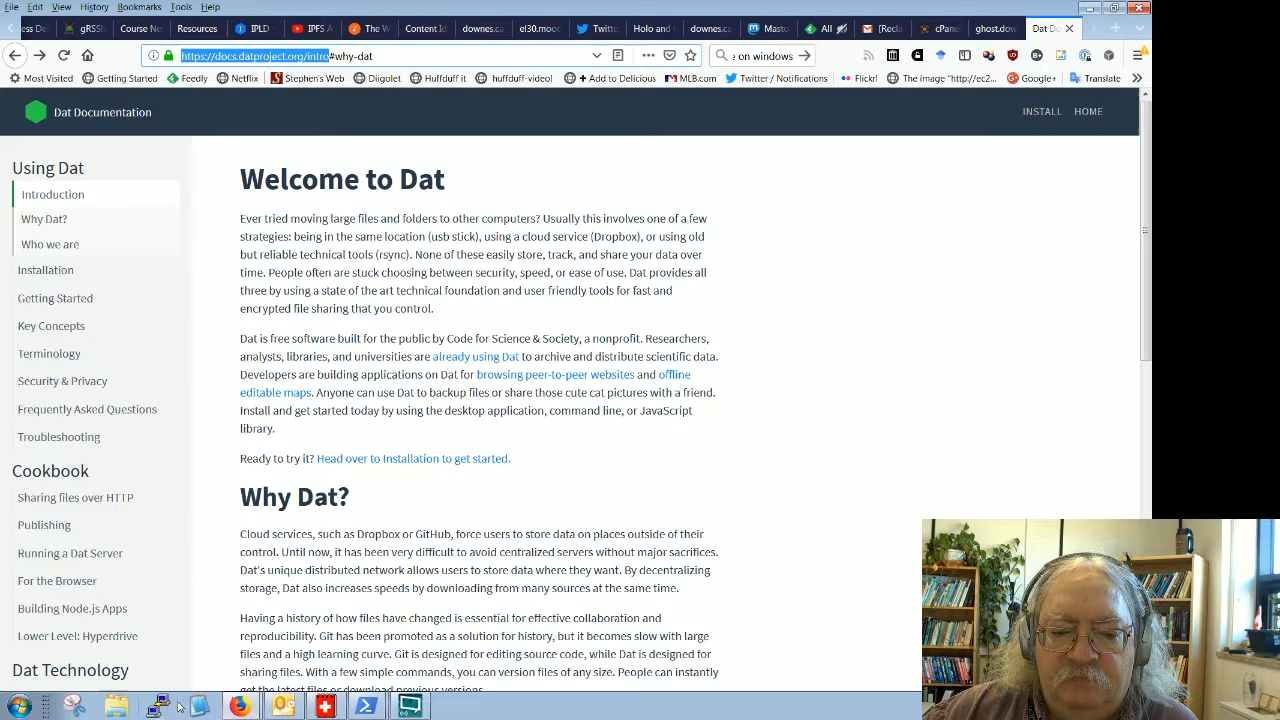 File Edit View History Bookmarks Tools Help
gRSSh
Course New
Resources
IPLD
IPFS A
The W
Content Id
downes.ca
el30.mooc
Twitte
Holo and H
downes.ca
Mastodo
All
[Reclai
cPanel
ghost.dow
Dat Do
https://docs.datproject.org/intro#why-dat
e on windows
Most Visited Getting Started Feedly Netflix Stephen's Web Diigolet Huffduff it huffduff-video! + Add to Delicious MLB.com Twitter / Notifications Flickr! The image "http://ec2... Google+ Translate
Dat Documentation
INSTALL HOME
Using Dat
Introduction
Why Dat?
Who we are
Installation
Getting Started
Key Concepts
Terminology
Security & Privacy
Frequently Asked Questions
Troubleshooting
Cookbook
Sharing files over HTTP
Publishing
Running a Dat Server
For the Browser
Building Node.js Apps
Lower Level: Hyperdrive
Dat Technology
Welcome to Dat
Ever tried moving large files and folders to other computers? Usually this involves one of a few
strategies: being in the same location (usb stick), using a cloud service (Dropbox), or using old
but reliable technical tools (rsync). None of these easily store, track, and share your data over
time. People often are stuck choosing between security, speed, or ease of use. Dat provides all
three by using a state of the art technical foundation and user friendly tools for fast and
encrypted file sharing that you control.
Dat is free software built for the public by Code for Science & Society, a nonprofit. Researchers,
analysts, libraries, and universities are already using Dat to archive and distribute scientific data.
Developers are building applications on Dat for browsing peer-to-peer websites and offline
editable maps. Anyone can use Dat to backup files or share those cute cat pictures with a friend.
Install and get started today by using the desktop application, command line, or JavaScript
library.
Ready to try it? Head over to Installation to get started.
Why Dat?
Cloud services, such as Dropbox or GitHub, force users to store data on places outside of their
control. Until now, it has been very difficult to avoid centralized servers without major sacrifices.
Dat's unique distributed network allows users to store data where they want. By decentralizing
storage, Dat also increases speeds by downloading from many sources at the same time.
Having a history of how files have changed is essential for effective collaboration and
reproducibility. Git has been promoted as a solution for history, but it becomes slow with large
files and a high learning curve. Git is designed for editing source code, while Dat is designed for
sharing files. With a few simple commands, you can version files of any size. People can instantly
get the latest files or download previous versions.